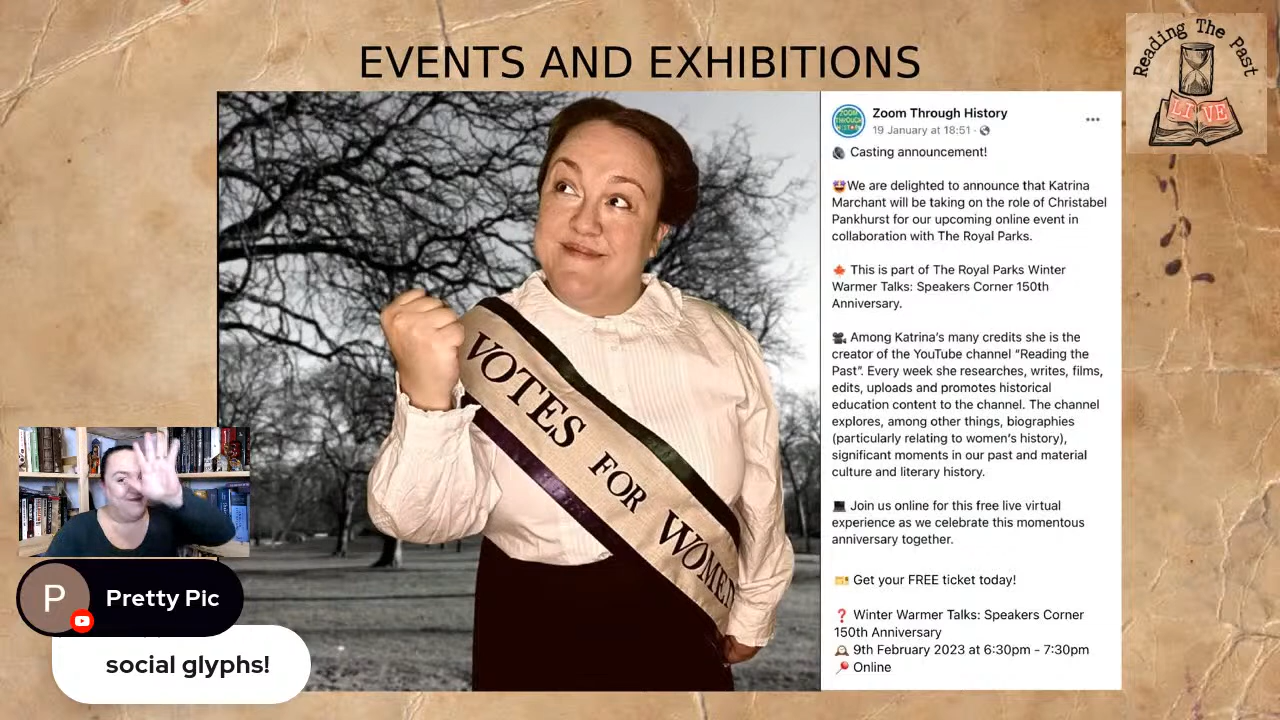 EVENTS AND EXHIBITIONS
Reading The Past
LIVE
VOTES FOR WOMEN
ZOOM
THROUGH
HISTORY
Zoom Through History
19 January at 18:51 ·
Casting announcement!
We are delighted to announce that Katrina
Marchant will be taking on the role of Christabel
Pankhurst for our upcoming online event in
collaboration with The Royal Parks.
This is part of The Royal Parks Winter
Warmer Talks: Speakers Corner 150th
Anniversary.
Among Katrina's many credits she is the
creator of the YouTube channel “Reading the
Past”. Every week she researches, writes, films,
edits, uploads and promotes historical
education content to the channel. The channel
explores, among other things, biographies
(particularly relating to women's history),
significant moments in our past and material
culture and literary history.
Join us online for this free live virtual
experience as we celebrate this momentous
anniversary together.
Get your FREE ticket today!
Winter Warmer Talks: Speakers Corner
150th Anniversary
9th February 2023 at 6:30pm - 7:30pm
Online
P
Pretty Pic
social glyphs!